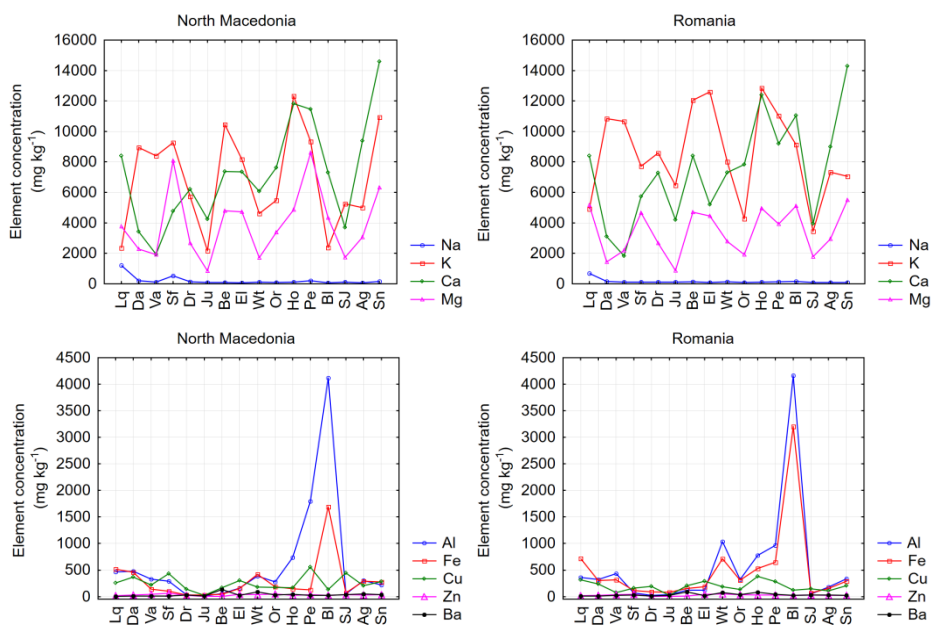 North Macedonia
Element concentration
(mg kg⁻¹)
16000
14000
12000
10000
8000
6000
4000
2000
0
Lq Da Va Sf Dr Ju Be El Wt Or Ho Pe Bl SJ Ag Sn
Na
K
Ca
Mg
Romania
Element concentration
(mg kg⁻¹)
16000
14000
12000
10000
8000
6000
4000
2000
0
Lq Da Va Sf Dr Ju Be El Wt Or Ho Pe Bl SJ Ag Sn
Na
K
Ca
Mg
North Macedonia
Element concentration
(mg kg⁻¹)
4500
4000
3500
3000
2500
2000
1500
1000
500
0
Lq Da Va Sf Dr Ju Be El Wt Or Ho Pe Bl SJ Ag Sn
Al
Fe
Cu
Zn
Ba
Romania
Element concentration
(mg kg⁻¹)
4500
4000
3500
3000
2500
2000
1500
1000
500
0
Lq Da Va Sf Dr Ju Be El Wt Or Ho Pe Bl SJ Ag Sn
Al
Fe
Cu
Zn
Ba